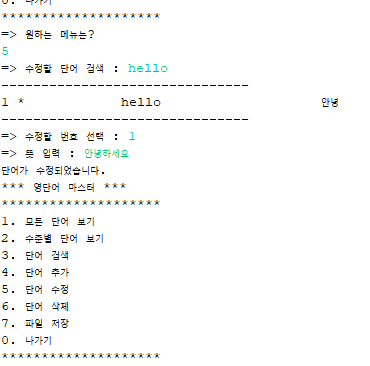 0. 나가기
********************
=> 원하는 메뉴는?
5
=> 수정할 단어 검색 : hello
-------------------------------
1 * hello 안녕
-------------------------------
=> 수정할 번호 선택 : 1
=> 뜻 입력 : 안녕하세요
단어가 수정되었습니다.
*** 영단어 마스터 ***
********************
1. 모든 단어 보기
2. 수준별 단어 보기
3. 단어 검색
4. 단어 추가
5. 단어 수정
6. 단어 삭제
7. 파일 저장
0. 나가기
********************